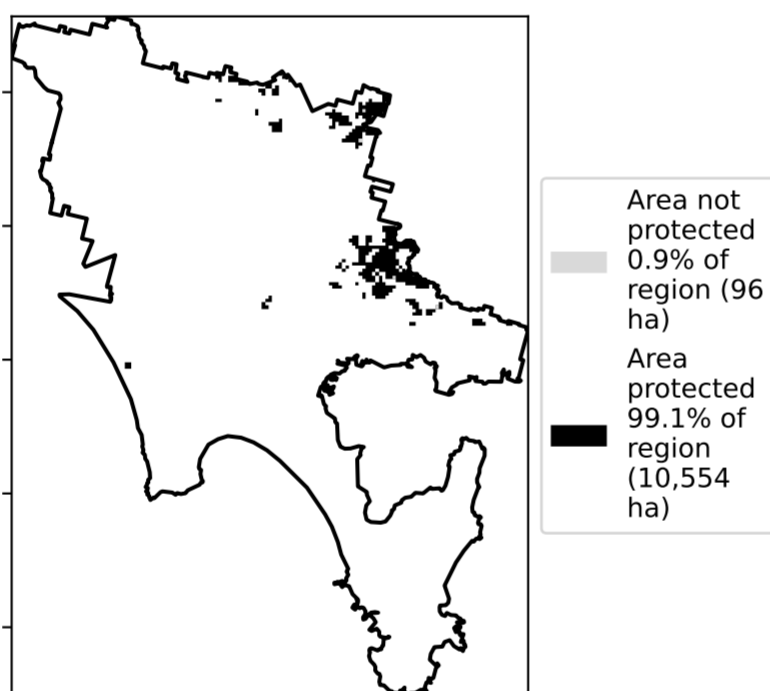 Area not
protected
0.9% of
region (96
ha)
Area
protected
99.1% of
region
(10,554
ha)